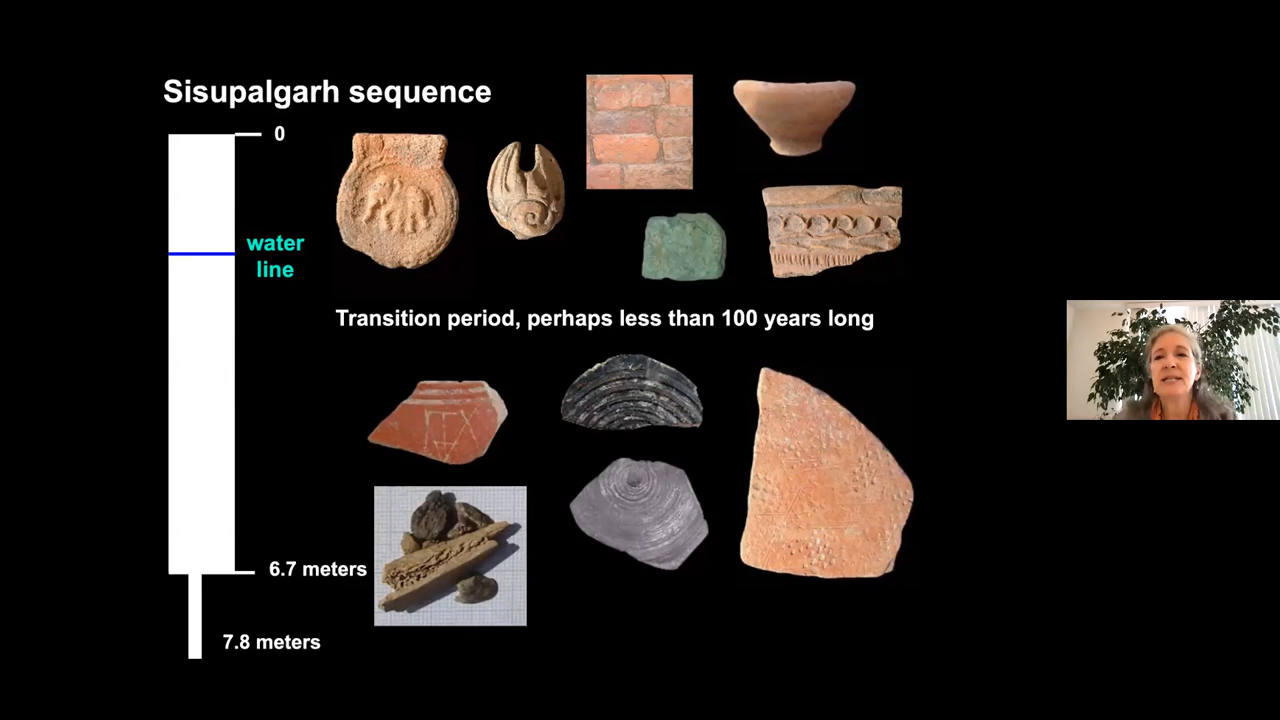 Sisupalgarh sequence
0
water
line
Transition period, perhaps less than 100 years long
6.7 meters
7.8 meters